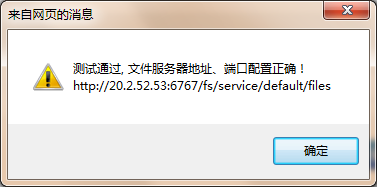 来自网页的消息
测试通过, 文件服务器地址、端口配置正确！
http://20.2.52.53:6767/fs/service/default/files
确定